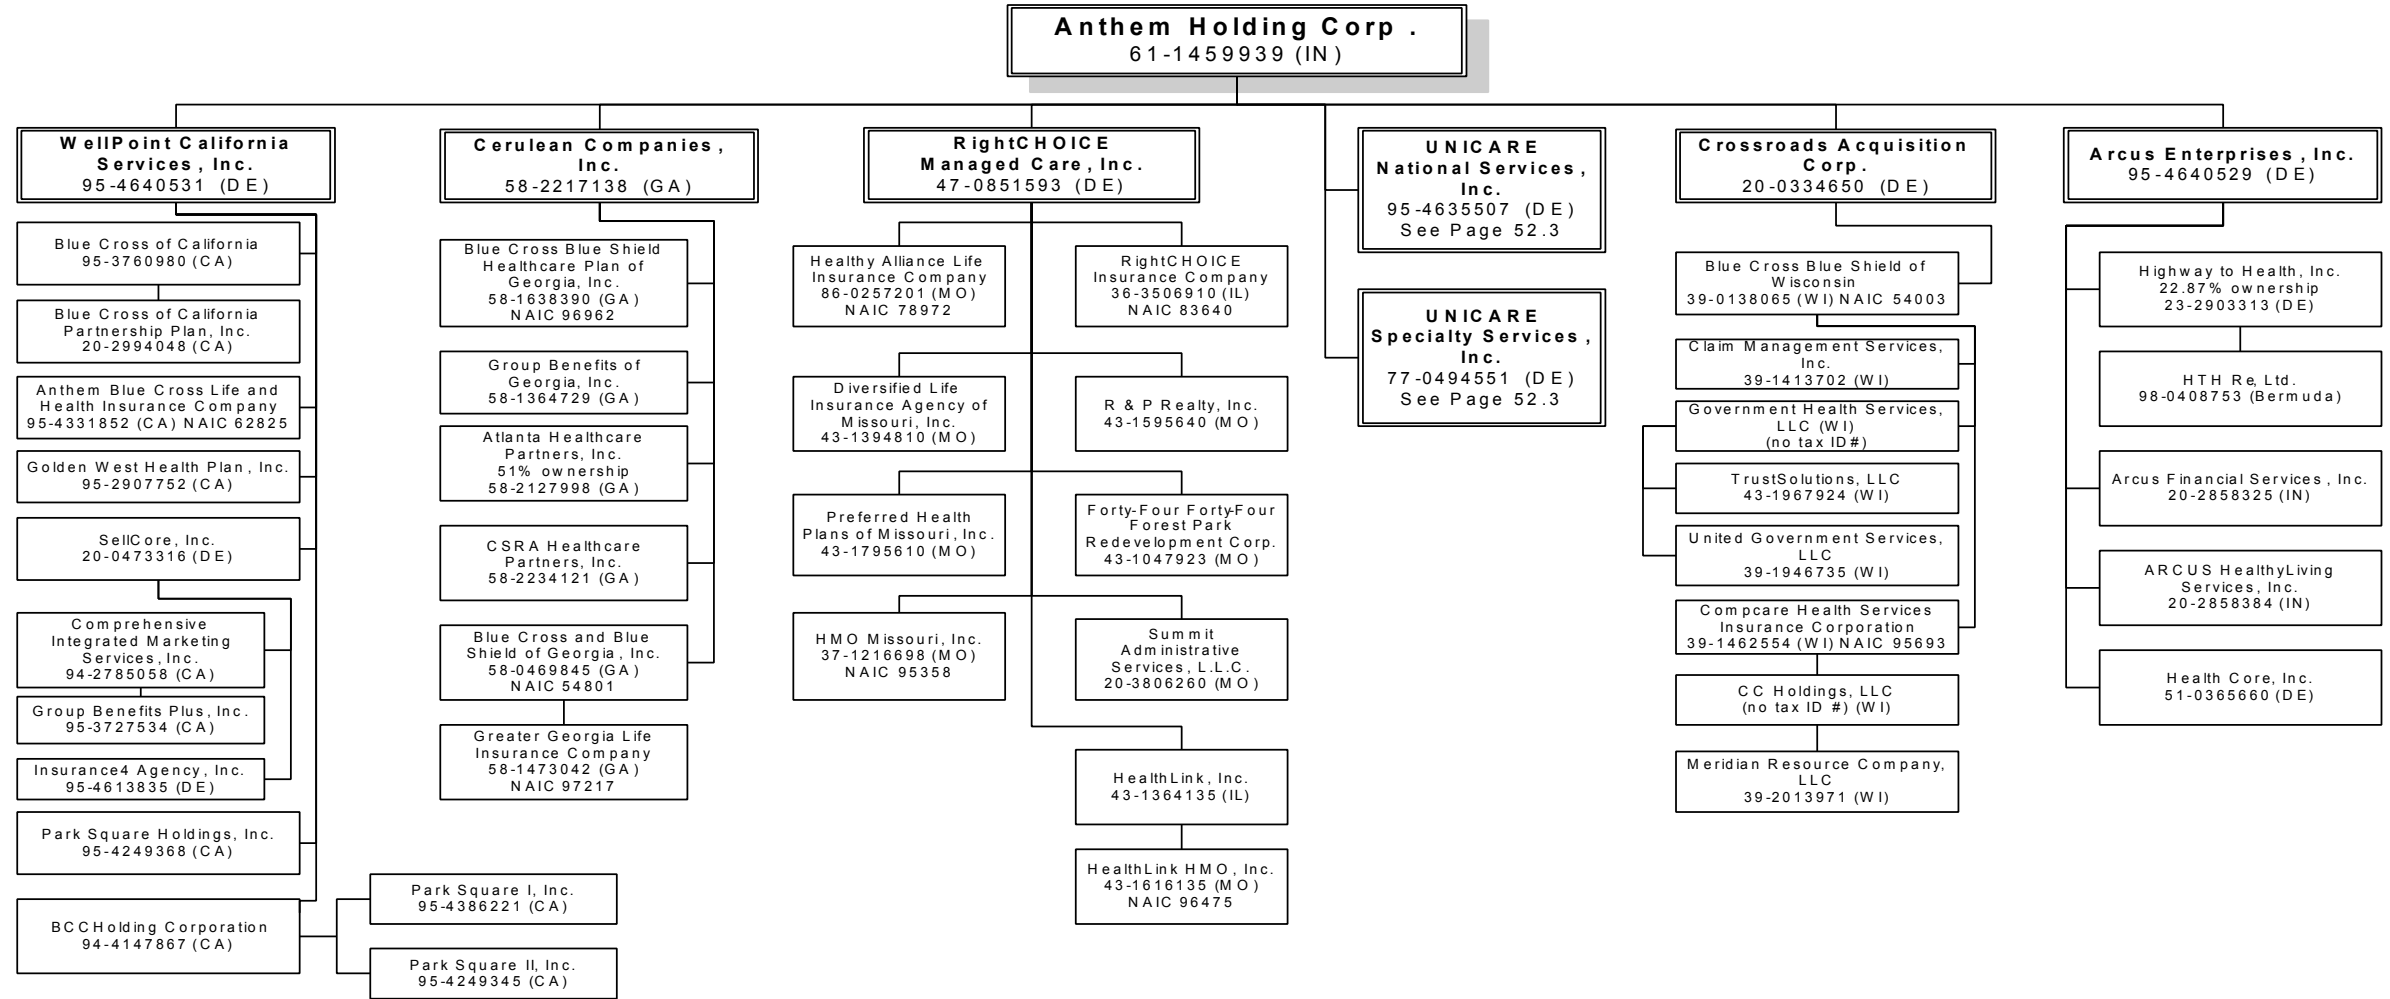 Anthem Holding Corp.
61-1459939 (IN)
WellPoint California
Services, Inc.
95-4640531 (DE)
Blue Cross of California
95-3760980 (CA)
Blue Cross of California
Partnership Plan, Inc.
20-2994048 (CA)
Anthem Blue Cross Life and
Health Insurance Company
95-4331852 (CA) NAIC 62825
Golden West Health Plan, Inc.
95-2907752 (CA)
SellCore, Inc.
20-0473316 (DE)
Comprehensive
Integrated Marketing
Services, Inc.
94-2785058 (CA)
Group Benefits Plus, Inc.
95-3727534 (CA)
Insurance4 Agency, Inc.
95-4613835 (DE)
Park Square Holdings, Inc.
95-4249368 (CA)
BCCHolding Corporation
94-4147867 (CA)
Park Square I, Inc.
95-4386221 (CA)
Park Square II, Inc.
95-4249345 (CA)
Cerulean Companies,
Inc.
58-2217138 (GA)
Blue Cross Blue Shield
Healthcare Plan of
Georgia, Inc.
58-1638390 (GA)
NAIC 96962
Group Benefits of
Georgia, Inc.
58-1364729 (GA)
Atlanta Healthcare
Partners, Inc.
51% ownership
58-2127998 (GA)
CSRA Healthcare
Partners, Inc.
58-2234121 (GA)
Blue Cross and Blue
Shield of Georgia, Inc.
58-0469845 (GA)
NAIC 54801
Greater Georgia Life
Insurance Company
58-1473042 (GA)
NAIC 97217
RightCHOICE
Managed Care, Inc.
47-0851593 (DE)
Healthy Alliance Life
Insurance Company
86-0257201 (MO)
NAIC 78972
RightCHOICE
Insurance Company
36-3506910 (IL)
NAIC 83640
Diversified Life
Insurance Agency of
Missouri, Inc.
43-1394810 (MO)
R & P Realty, Inc.
43-1595640 (MO)
Preferred Health
Plans of Missouri, Inc.
43-1795610 (MO)
Forty-Four Forty-Four
Forest Park
Redevelopment Corp.
43-1047923 (MO)
HMO Missouri, Inc.
37-1216698 (MO)
NAIC 95358
Summit
Administrative
Services, L.L.C.
20-3806260 (MO)
HealthLink, Inc.
43-1364135 (IL)
HealthLink HMO, Inc.
43-1616135 (MO)
NAIC 96475
UNICARE
National Services,
Inc.
95-4635507 (DE)
See Page 52.3
UNICARE
Specialty Services,
Inc.
77-0494551 (DE)
See Page 52.3
Crossroads Acquisition
Corp.
20-0334650 (DE)
Blue Cross Blue Shield of
Wisconsin
39-0138065 (WI) NAIC 54003
Claim Management Services,
Inc.
39-1413702 (WI)
Government Health Services,
LLC (WI)
(no tax ID#)
TrustSolutions, LLC
43-1967924 (WI)
United Government Services,
LLC
39-1946735 (WI)
Compcare Health Services
Insurance Corporation
39-1462554 (WI) NAIC 95693
CC Holdings, LLC
(no tax ID #) (WI)
Meridian Resource Company,
LLC
39-2013971 (WI)
Arcus Enterprises, Inc.
95-4640529 (DE)
Highway to Health, Inc.
22.87% ownership
23-2903313 (DE)
HTH Re, Ltd.
98-0408753 (Bermuda)
Arcus Financial Services, Inc.
20-2858325 (IN)
ARCUS HealthyLiving
Services, Inc.
20-2858384 (IN)
Health Core, Inc.
51-0365660 (DE)